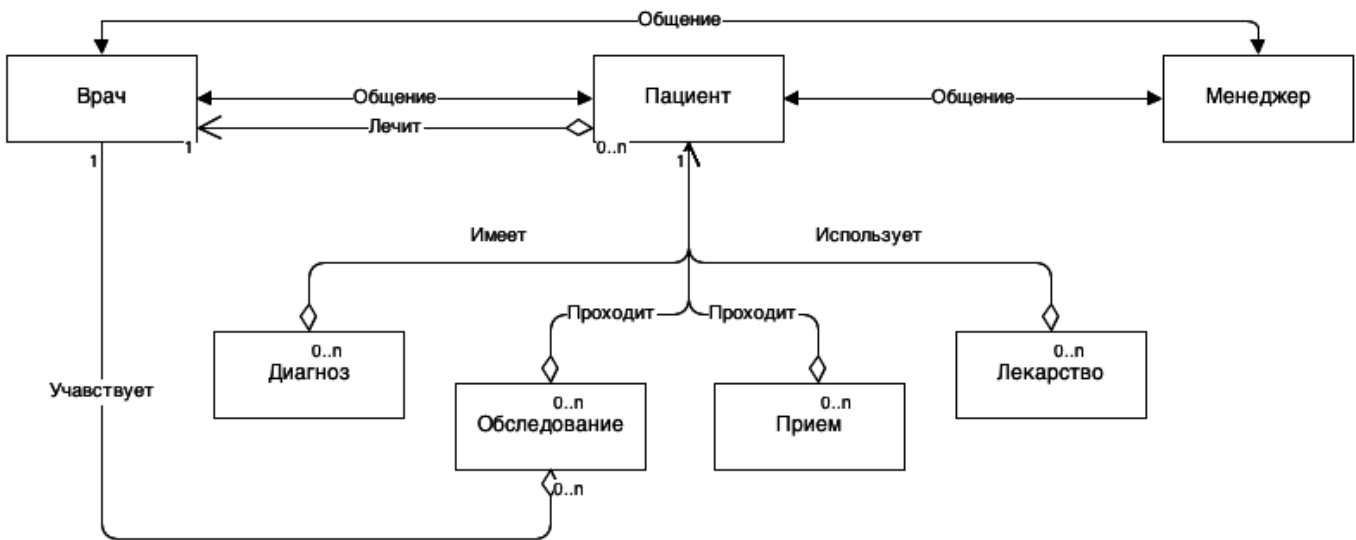 Общение
Врач
Общение
Пациент
Общение
Менеджер
Лечит
1
0..n
1
1
Имеет
Использует
Проходит
Проходит
0..n
Диагноз
0..n
Лекарство
Учавствует
0..n
Обследование
0..n
Прием
0..n